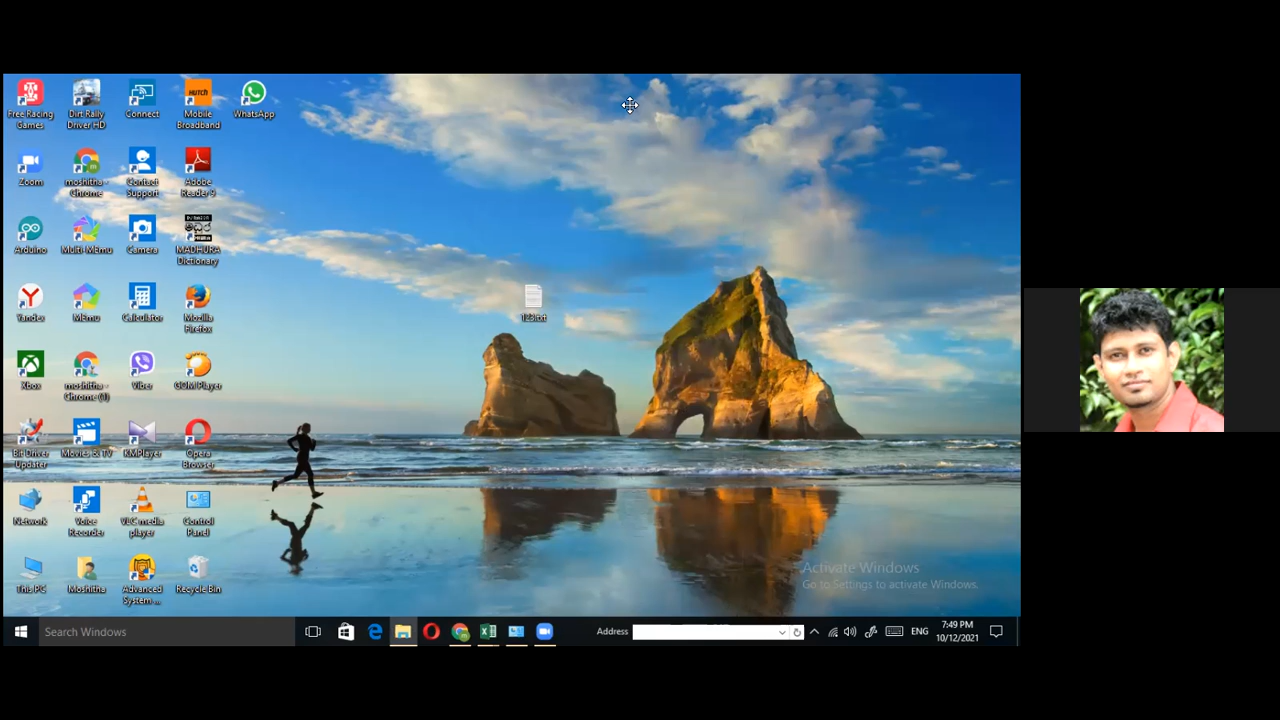 HUTCH
Free Racing
Games
Dirt Rally
Driver HD
Connect
Mobile
Broadband
WhatsApp
Zoom
moshitha -
Chrome
Contact
Support
Adobe
Reader 9
Arduino
Multi-MEmu
Camera
MADHURA
Dictionary
Yandex
MEmu
Calculator
Mozilla
Firefox
123.txt
Xbox
moshitha -
Chrome (1)
Viber
GOM Player
Bit Driver
Updater
Movies & TV
KMPlayer
Opera
Browser
Network
Voice
Recorder
VLC media
player
Control
Panel
This PC
Moshitha
Advanced
System ...
Recycle Bin
Activate Windows
Go to Settings to activate Windows.
Search Windows
Address
ENG
7:49 PM
10/12/2021